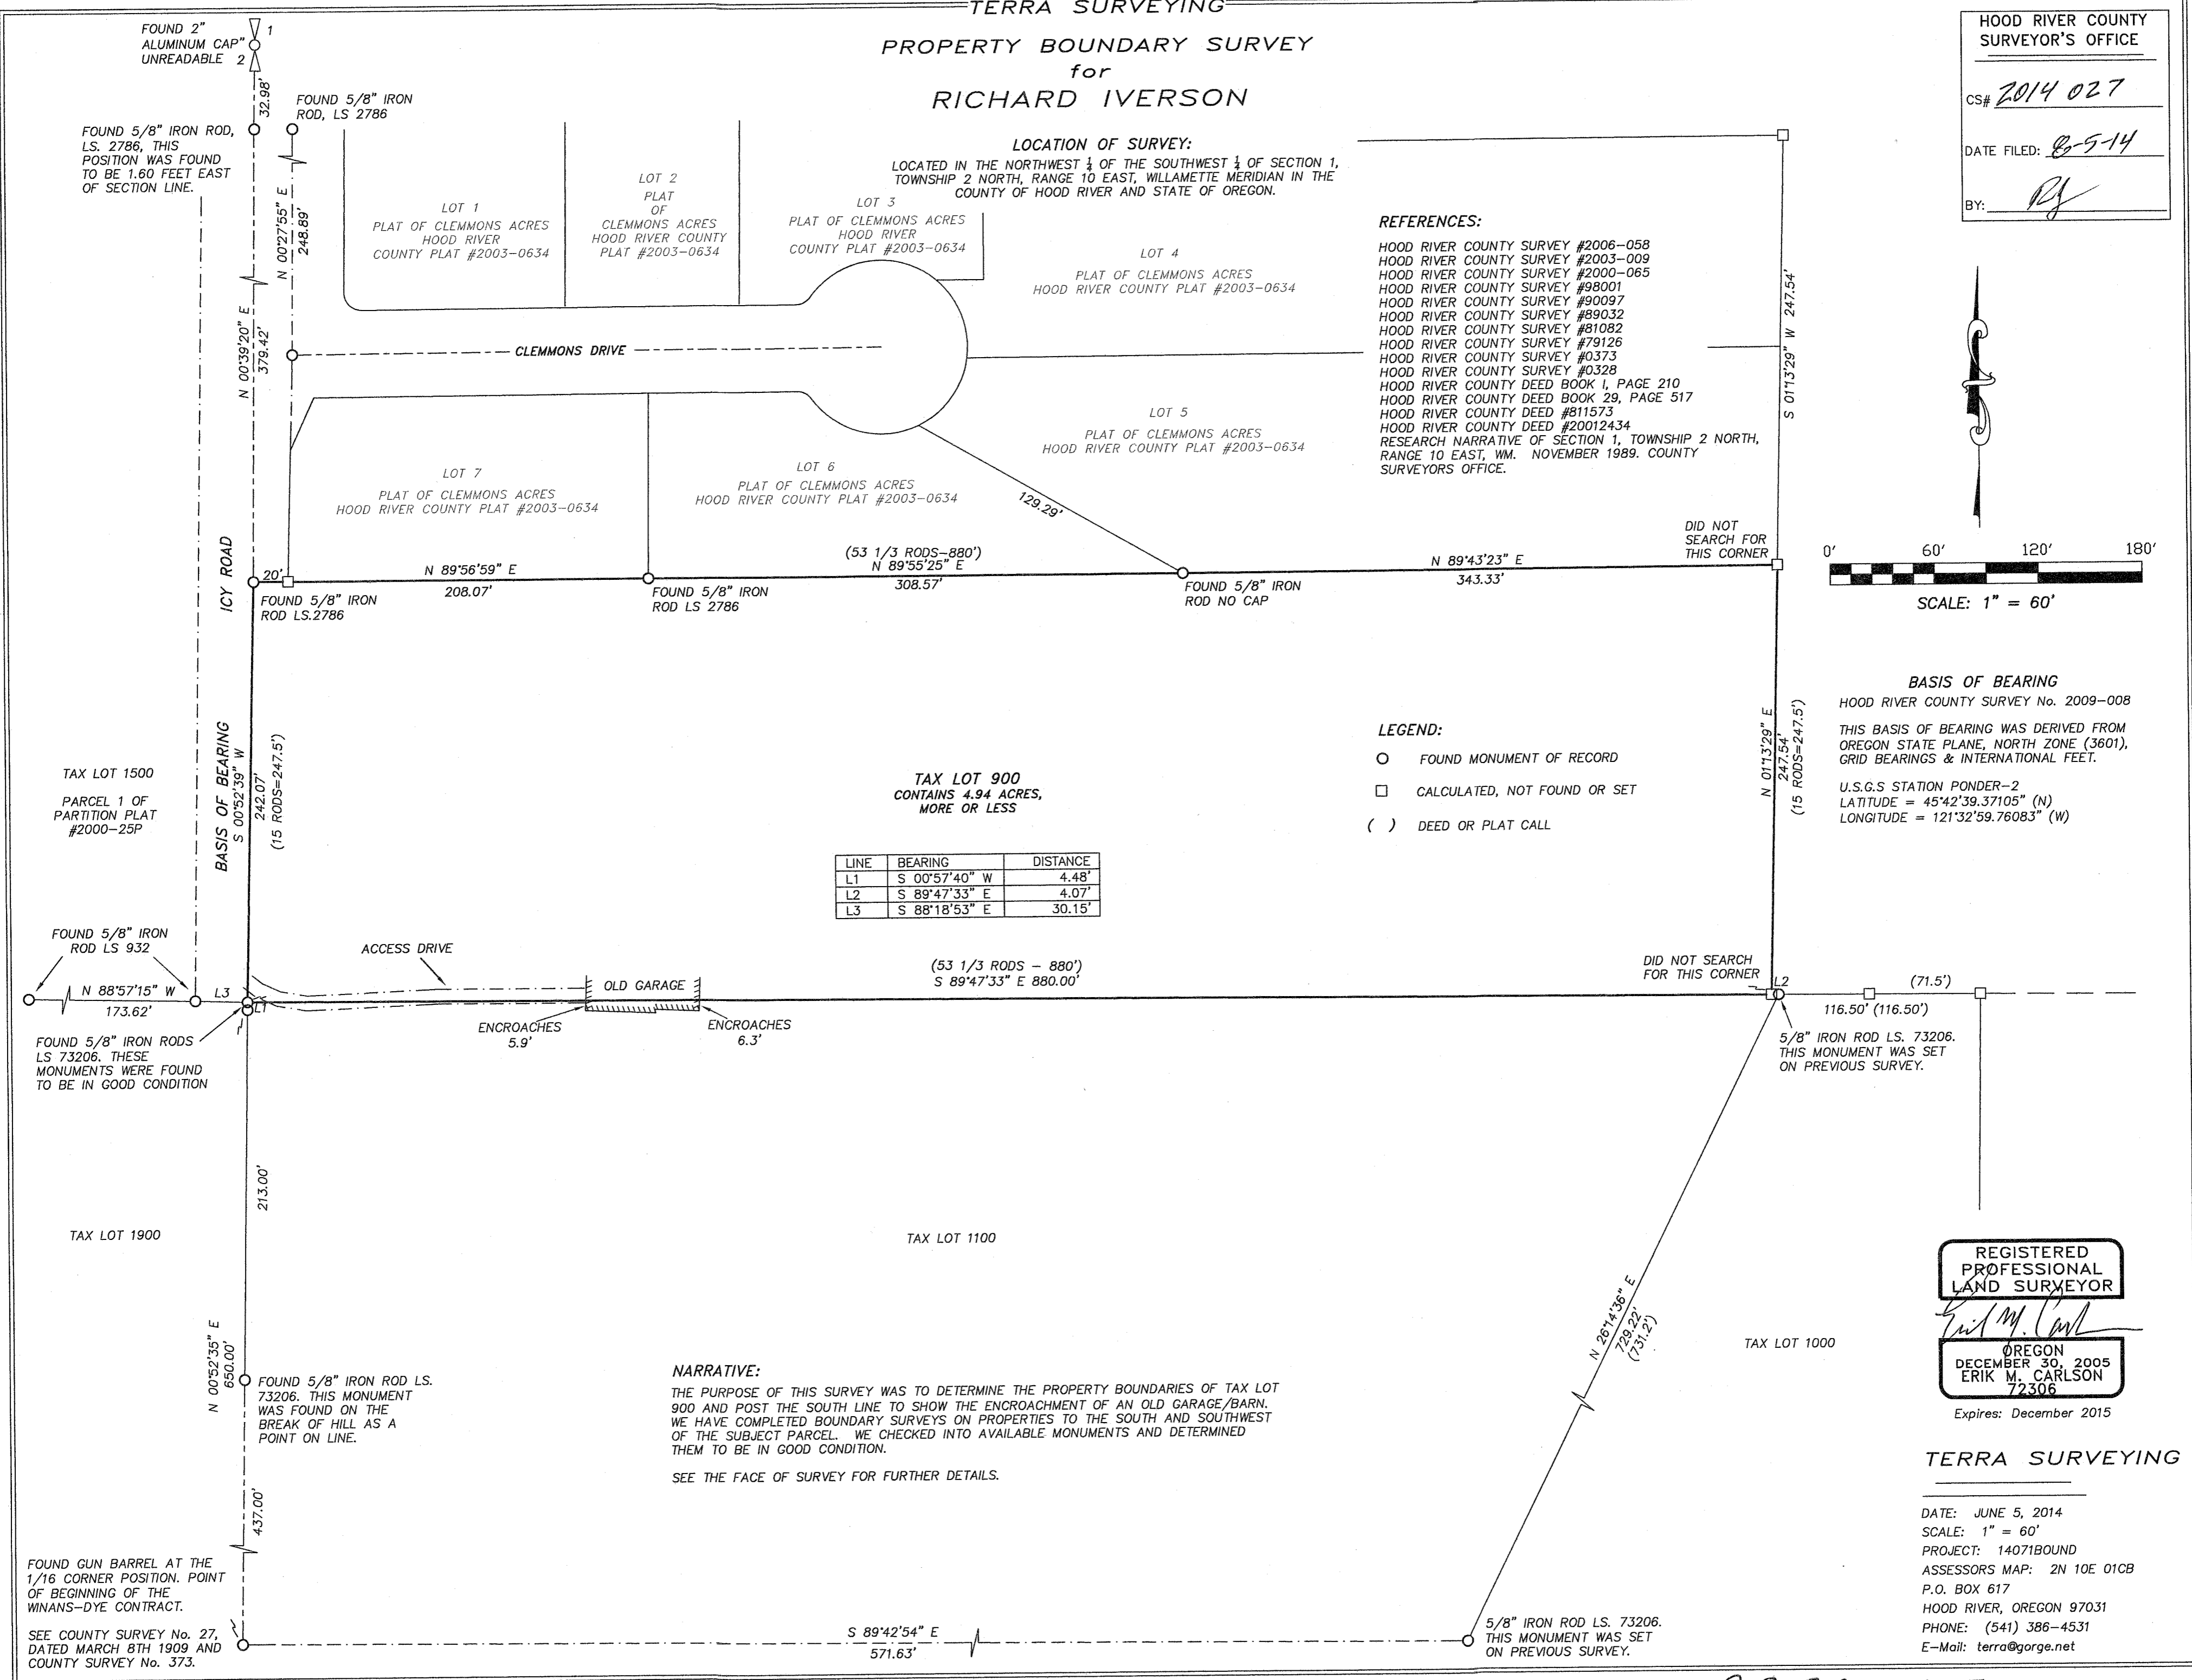 TERRA SURVEYING
PROPERTY BOUNDARY SURVEY
for
RICHARD IVERSON
LOCATION OF SURVEY:
LOCATED IN THE NORTHWEST ¼ OF THE SOUTHWEST ¼ OF SECTION 1,
TOWNSHIP 2 NORTH, RANGE 10 EAST, WILLAMETTE MERIDIAN IN THE
COUNTY OF HOOD RIVER AND STATE OF OREGON.
HOOD RIVER COUNTY
SURVEYOR'S OFFICE
CS# 2014 027
DATE FILED: 8-5-14
BY:
FOUND 2"
ALUMINUM CAP"
UNREADABLE
1
2
32.98'
FOUND 5/8" IRON
ROD, LS 2786
FOUND 5/8" IRON ROD,
LS. 2786, THIS
POSITION WAS FOUND
TO BE 1.60 FEET EAST
OF SECTION LINE.
N 00°27'55" E
248.89'
N 00°39'20" E
379.42'
LOT 1
PLAT OF CLEMMONS ACRES
HOOD RIVER
COUNTY PLAT #2003-0634
LOT 2
PLAT
OF
CLEMMONS ACRES
HOOD RIVER COUNTY
PLAT #2003-0634
LOT 3
PLAT OF CLEMMONS ACRES
HOOD RIVER
COUNTY PLAT #2003-0634
LOT 4
PLAT OF CLEMMONS ACRES
HOOD RIVER COUNTY PLAT #2003-0634
CLEMMONS DRIVE
LOT 5
PLAT OF CLEMMONS ACRES
HOOD RIVER COUNTY PLAT #2003-0634
LOT 6
PLAT OF CLEMMONS ACRES
HOOD RIVER COUNTY PLAT #2003-0634
LOT 7
PLAT OF CLEMMONS ACRES
HOOD RIVER COUNTY PLAT #2003-0634
129.29'
REFERENCES:
HOOD RIVER COUNTY SURVEY #2006-058
HOOD RIVER COUNTY SURVEY #2003-009
HOOD RIVER COUNTY SURVEY #2000-065
HOOD RIVER COUNTY SURVEY #98001
HOOD RIVER COUNTY SURVEY #90097
HOOD RIVER COUNTY SURVEY #89032
HOOD RIVER COUNTY SURVEY #81082
HOOD RIVER COUNTY SURVEY #79126
HOOD RIVER COUNTY SURVEY #0373
HOOD RIVER COUNTY SURVEY #0328
HOOD RIVER COUNTY DEED BOOK I, PAGE 210
HOOD RIVER COUNTY DEED BOOK 29, PAGE 517
HOOD RIVER COUNTY DEED #811573
HOOD RIVER COUNTY DEED #20012434
RESEARCH NARRATIVE OF SECTION 1, TOWNSHIP 2 NORTH,
RANGE 10 EAST, WM. NOVEMBER 1989. COUNTY
SURVEYORS OFFICE.
S 01°13'29" W 247.54'
DID NOT
SEARCH FOR
THIS CORNER
0' 60' 120' 180'
SCALE: 1" = 60'
ICY ROAD
20'
N 89°56'59" E
208.07'
(53 1/3 RODS-880')
N 89°55'25" E
308.57'
N 89°43'23" E
343.33'
FOUND 5/8" IRON
ROD LS.2786
FOUND 5/8" IRON
ROD LS 2786
FOUND 5/8" IRON
ROD NO CAP
BASIS OF BEARING
S 00°52'39" W
242.07'
(15 RODS=247.5')
TAX LOT 1500
PARCEL 1 OF
PARTITION PLAT
#2000-25P
TAX LOT 900
CONTAINS 4.94 ACRES,
MORE OR LESS
LINE BEARING DISTANCE
L1 S 00°57'40" W 4.48'
L2 S 89°47'33" E 4.07'
L3 S 88°18'53" E 30.15'
LEGEND:
FOUND MONUMENT OF RECORD
CALCULATED, NOT FOUND OR SET
( ) DEED OR PLAT CALL
N 01°13'29" E
247.54'
(15 RODS=247.5')
BASIS OF BEARING
HOOD RIVER COUNTY SURVEY No. 2009-008
THIS BASIS OF BEARING WAS DERIVED FROM
OREGON STATE PLANE, NORTH ZONE (3601),
GRID BEARINGS & INTERNATIONAL FEET.
U.S.G.S STATION PONDER-2
LATITUDE = 45°42'39.37105" (N)
LONGITUDE = 121°32'59.76083" (W)
FOUND 5/8" IRON
ROD LS 932
N 88°57'15" W
173.62'
L3
L1
ACCESS DRIVE
OLD GARAGE
ENCROACHES
5.9'
ENCROACHES
6.3'
(53 1/3 RODS - 880')
S 89°47'33" E 880.00'
DID NOT SEARCH
FOR THIS CORNER
L2
(71.5')
116.50' (116.50')
5/8" IRON ROD LS. 73206.
THIS MONUMENT WAS SET
ON PREVIOUS SURVEY.
FOUND 5/8" IRON RODS
LS 73206. THESE
MONUMENTS WERE FOUND
TO BE IN GOOD CONDITION
213.00'
TAX LOT 1900
TAX LOT 1100
TAX LOT 1000
N 26°14'36" E
729.22'
(731.2')
N 00°52'35" E
650.00'
FOUND 5/8" IRON ROD LS.
73206. THIS MONUMENT
WAS FOUND ON THE
BREAK OF HILL AS A
POINT ON LINE.
437.00'
NARRATIVE:
THE PURPOSE OF THIS SURVEY WAS TO DETERMINE THE PROPERTY BOUNDARIES OF TAX LOT
900 AND POST THE SOUTH LINE TO SHOW THE ENCROACHMENT OF AN OLD GARAGE/BARN.
WE HAVE COMPLETED BOUNDARY SURVEYS ON PROPERTIES TO THE SOUTH AND SOUTHWEST
OF THE SUBJECT PARCEL. WE CHECKED INTO AVAILABLE MONUMENTS AND DETERMINED
THEM TO BE IN GOOD CONDITION.
SEE THE FACE OF SURVEY FOR FURTHER DETAILS.
FOUND GUN BARREL AT THE
1/16 CORNER POSITION. POINT
OF BEGINNING OF THE
WINANS-DYE CONTRACT.
SEE COUNTY SURVEY No. 27,
DATED MARCH 8TH 1909 AND
COUNTY SURVEY No. 373.
S 89°42'54" E
571.63'
5/8" IRON ROD LS. 73206.
THIS MONUMENT WAS SET
ON PREVIOUS SURVEY.
REGISTERED
PROFESSIONAL
LAND SURVEYOR
Erik M. Carlson
OREGON
DECEMBER 30, 2005
ERIK M. CARLSON
72306
Expires: December 2015
TERRA SURVEYING
DATE: JUNE 5, 2014
SCALE: 1" = 60'
PROJECT: 14071BOUND
ASSESSORS MAP: 2N 10E 01CB
P.O. BOX 617
HOOD RIVER, OREGON 97031
PHONE: (541) 386-4531
E-Mail: terra@gorge.net